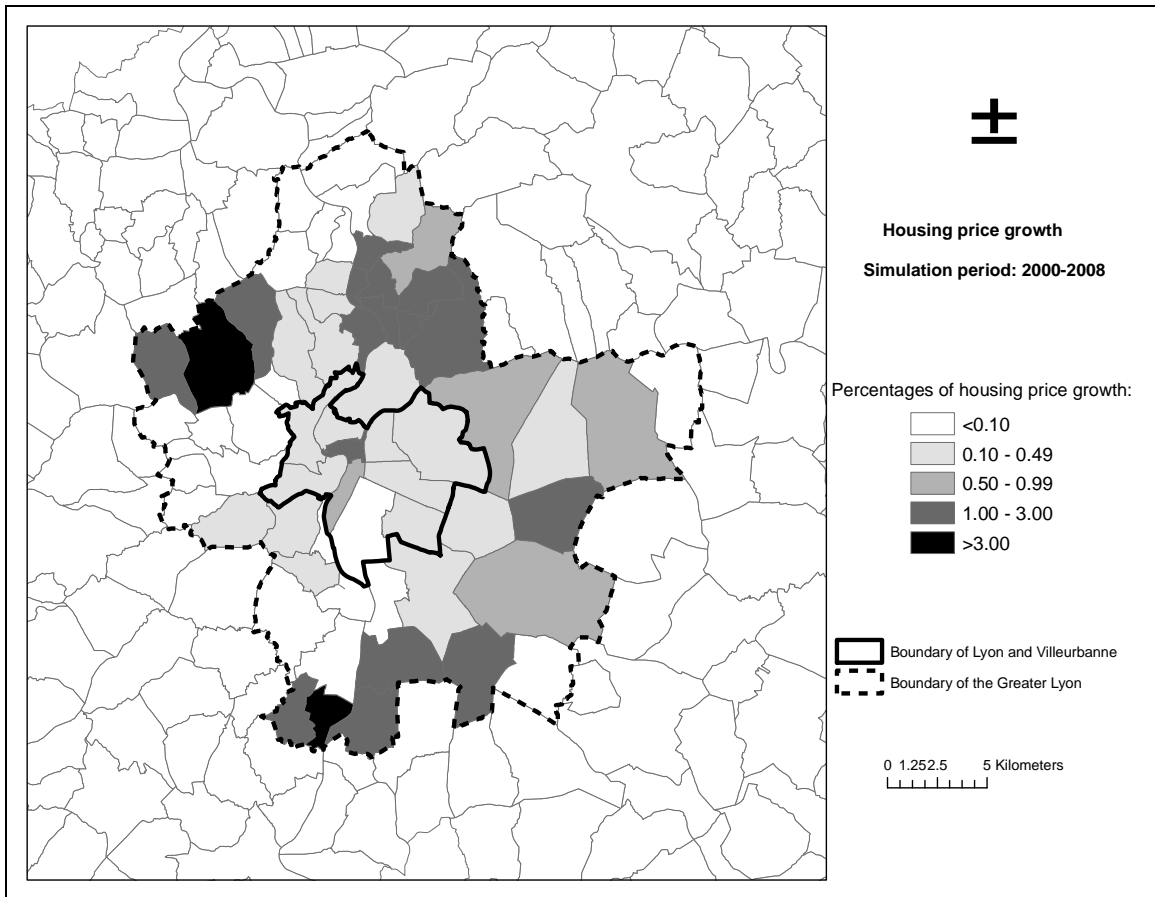 ±
Housing price growth
Simulation period: 2000-2008
Percentages of housing price growth:
<0.10
0.10 - 0.49
0.50 - 0.99
1.00 - 3.00
>3.00
Boundary of Lyon and Villeurbanne
Boundary of the Greater Lyon
0 1.252.5 5 Kilometers